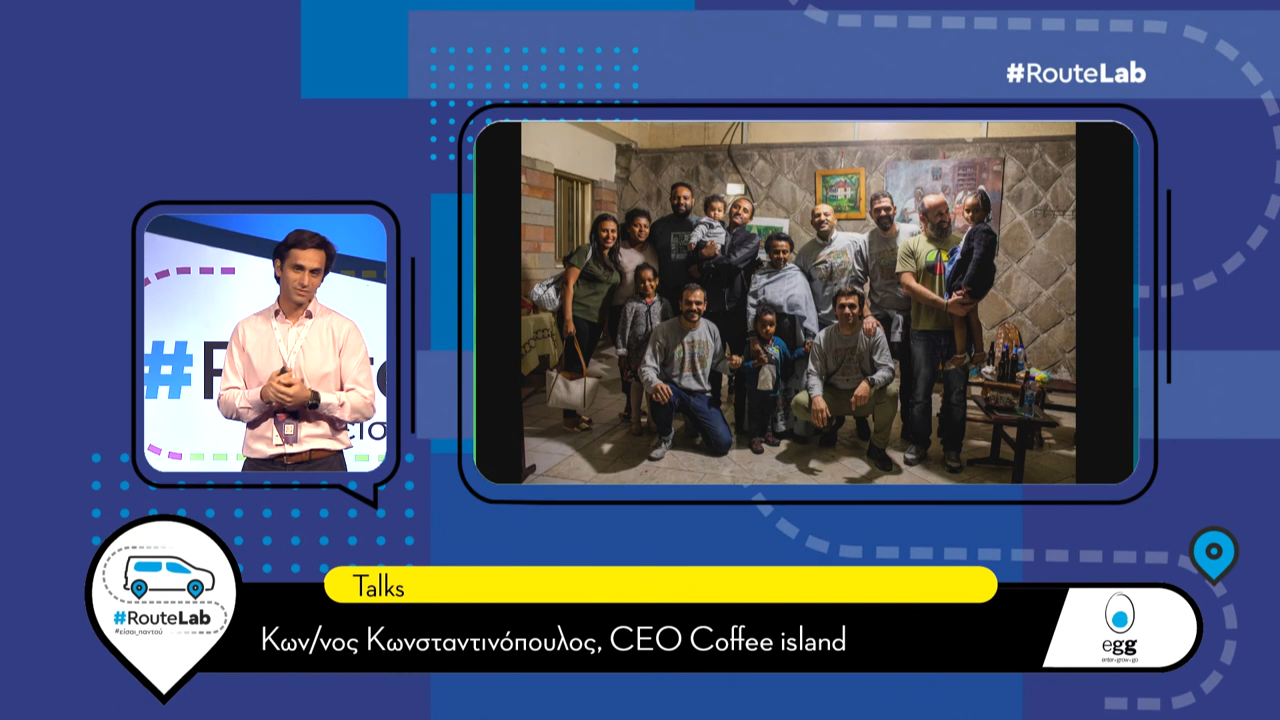 #RouteLab
#R
Talks
Κων/νος Κωνσταντινόπουλος, CEO Coffee island
#RouteLab
#είσαι_παντού
egg
enter•grow•go